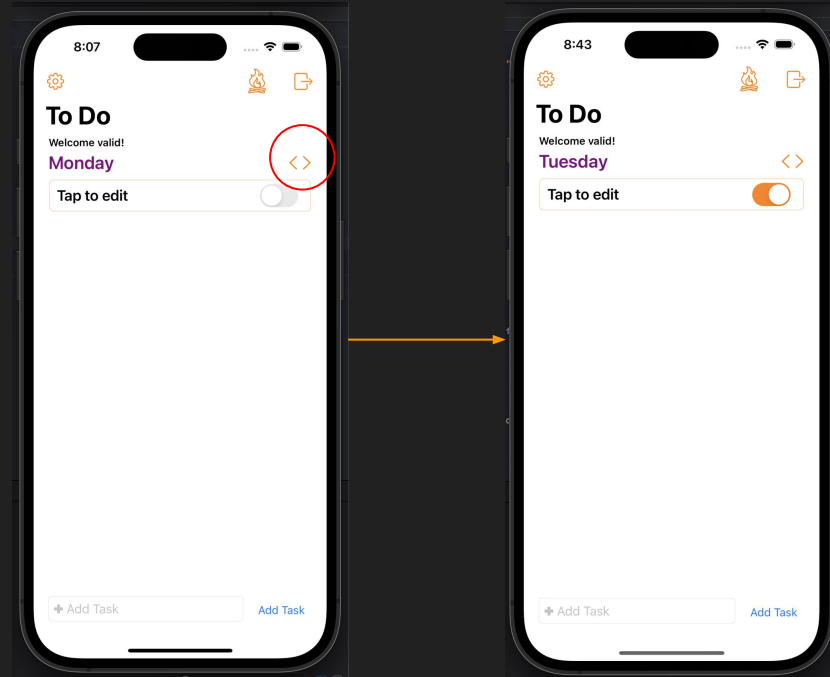 8:07
To Do
Welcome valid!
Monday
< >
Tap to edit
+ Add Task
Add Task
8:43
To Do
Welcome valid!
Tuesday
< >
Tap to edit
+ Add Task
Add Task